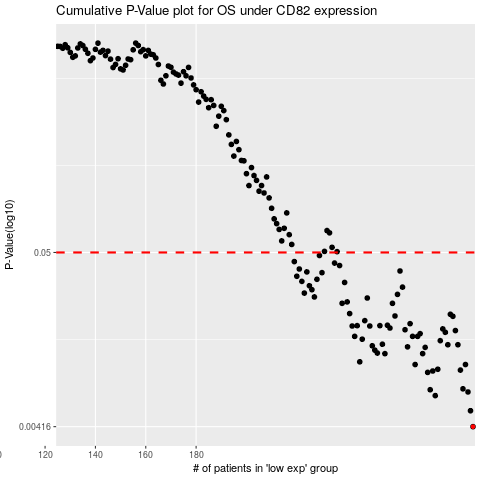 Cumulative P-Value plot for OS under CD82 expression
P-Value(log10)
0.05
0.00416
0 120 140 160 180
# of patients in 'low exp' group